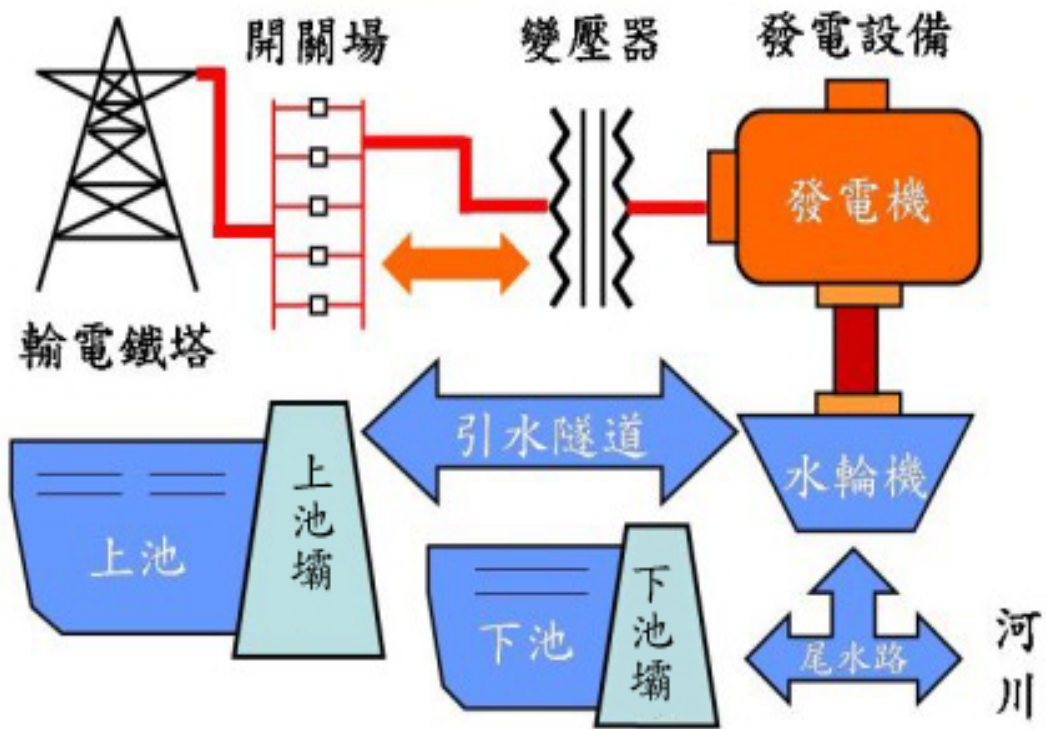 開關場
變壓器
發電設備
發電機
輸電鐵塔
引水隧道
水輪機
上池
上池壩
下池
下池壩
尾水路
河川